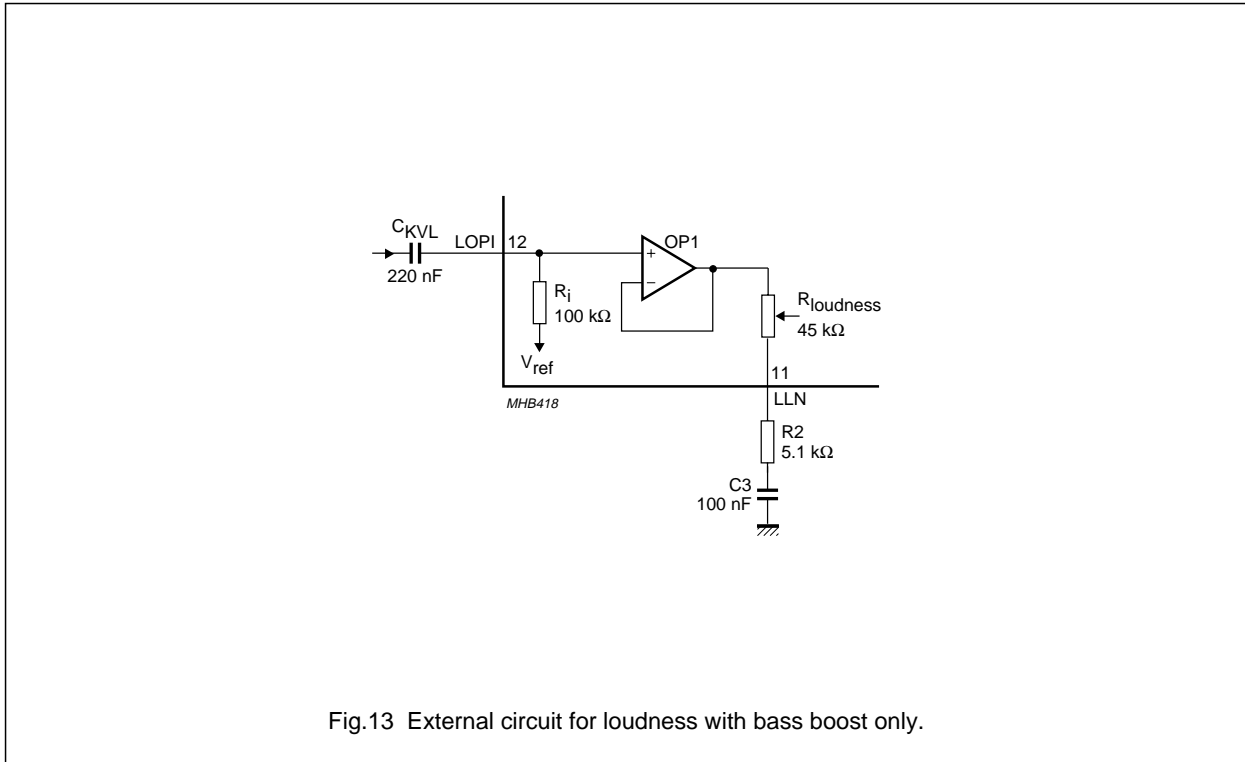 CKVL
220 nF
LOPI
12
Ri
100 kΩ
Vref
+
−
OP1
Rloudness
45 kΩ
11
LLN
MHB418
R2
5.1 kΩ
C3
100 nF
Fig.13 External circuit for loudness with bass boost only.